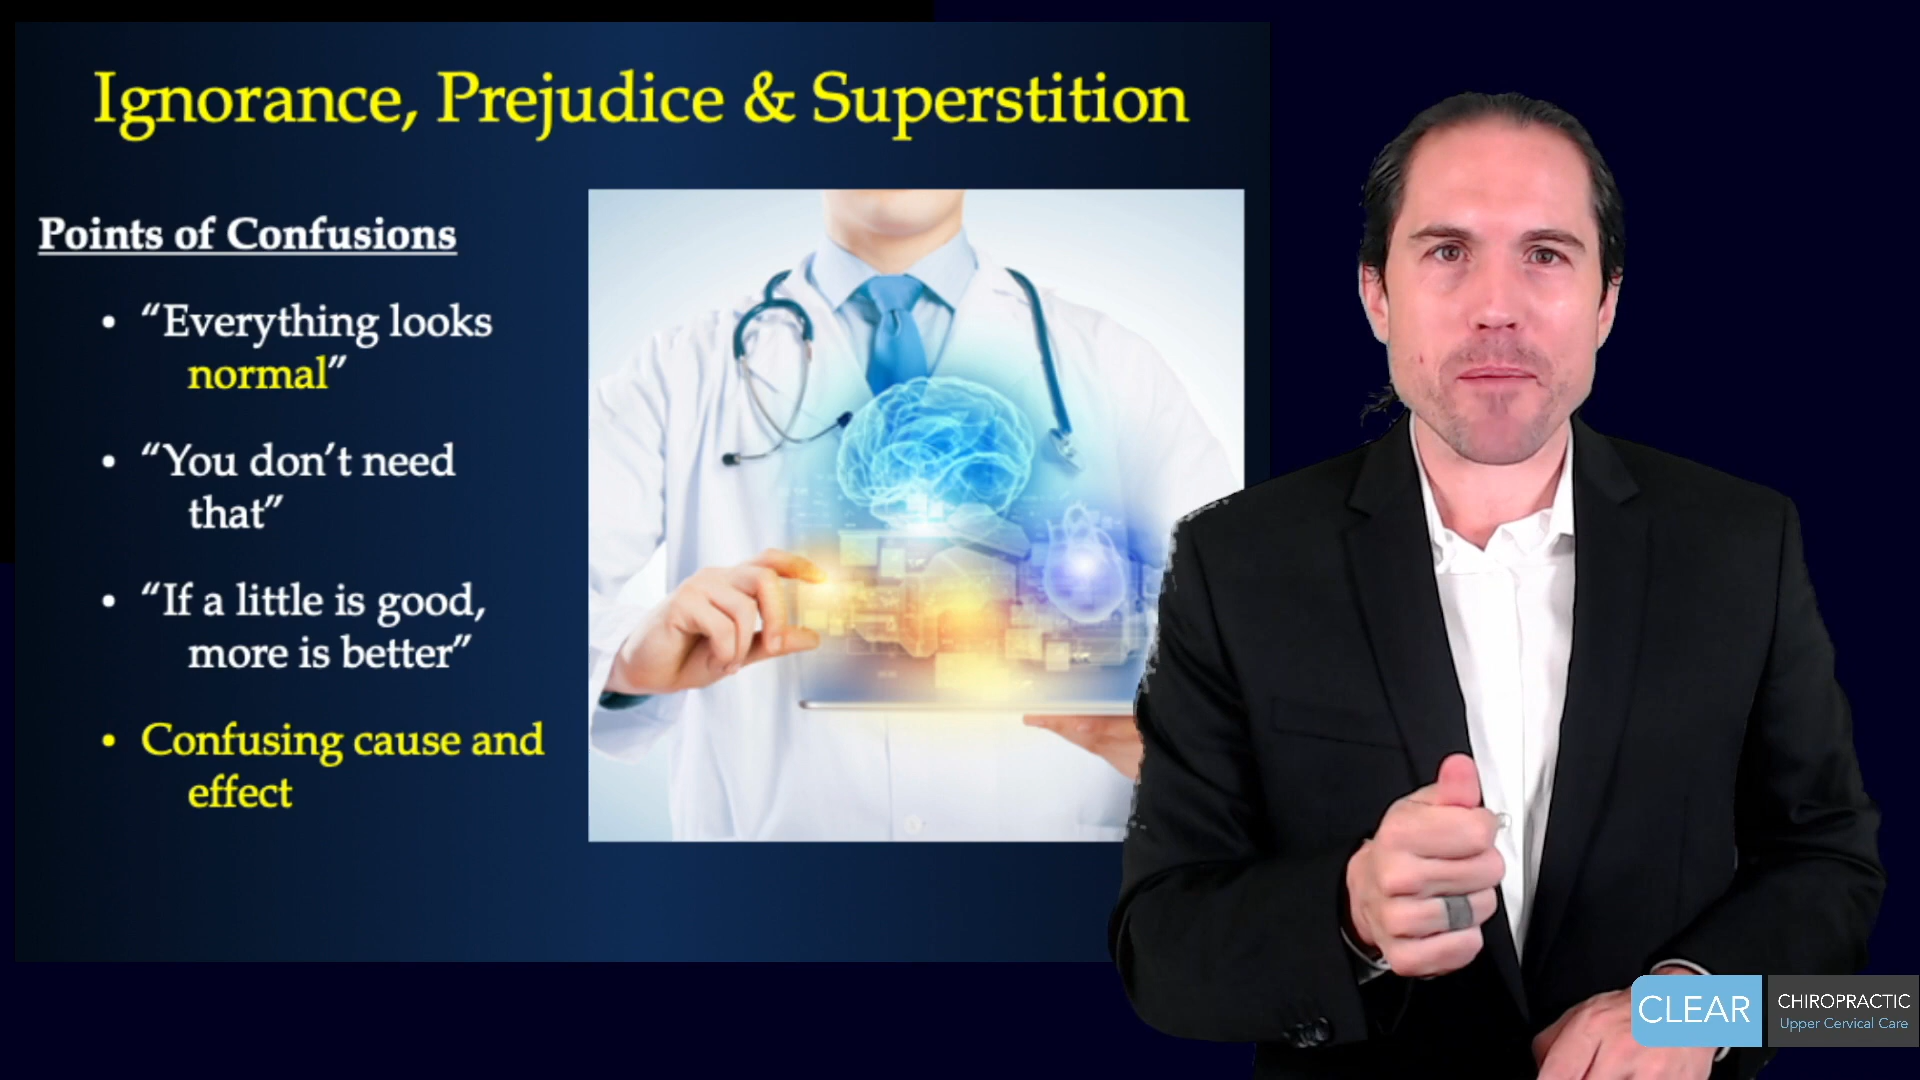 Ignorance, Prejudice & Superstition
Points of Confusions
• “Everything looks
normal”
• “You don’t need
that”
• “If a little is good,
more is better”
• Confusing cause and
effect
CLEAR
CHIROPRACTIC
Upper Cervical Care